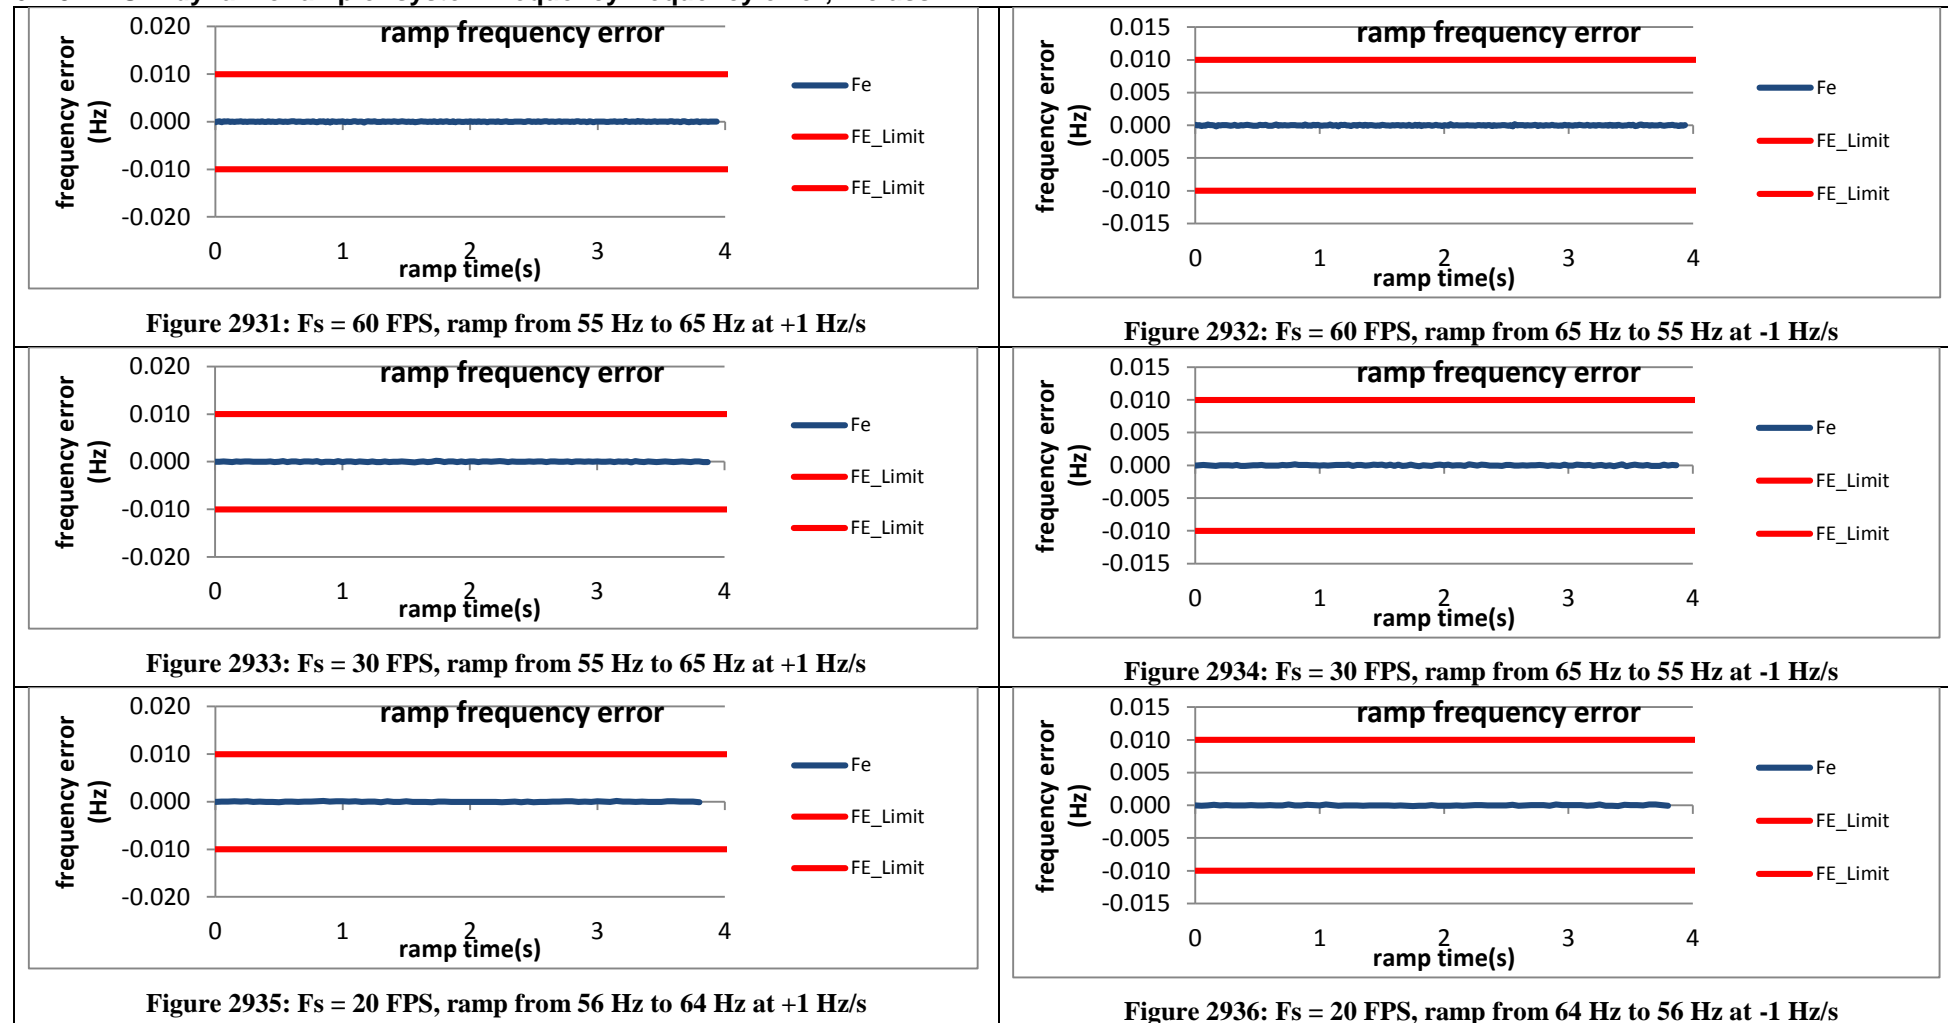 ramp frequency error
frequency error
(Hz)
0.020
0.010
0.000
-0.010
-0.020
0 1 2 3 4
ramp time(s)
Fe
FE_Limit
FE_Limit
Figure 2931: Fs = 60 FPS, ramp from 55 Hz to 65 Hz at +1 Hz/s
ramp frequency error
frequency error
(Hz)
0.015
0.010
0.005
0.000
-0.005
-0.010
-0.015
0 1 2 3 4
ramp time(s)
Fe
FE_Limit
FE_Limit
Figure 2932: Fs = 60 FPS, ramp from 65 Hz to 55 Hz at -1 Hz/s
ramp frequency error
frequency error
(Hz)
0.020
0.010
0.000
-0.010
-0.020
0 1 2 3 4
ramp time(s)
Fe
FE_Limit
FE_Limit
Figure 2933: Fs = 30 FPS, ramp from 55 Hz to 65 Hz at +1 Hz/s
ramp frequency error
frequency error
(Hz)
0.015
0.010
0.005
0.000
-0.005
-0.010
-0.015
0 1 2 3 4
ramp time(s)
Fe
FE_Limit
FE_Limit
Figure 2934: Fs = 30 FPS, ramp from 65 Hz to 55 Hz at -1 Hz/s
ramp frequency error
frequency error
(Hz)
0.020
0.010
0.000
-0.010
-0.020
0 1 2 3 4
ramp time(s)
Fe
FE_Limit
FE_Limit
Figure 2935: Fs = 20 FPS, ramp from 56 Hz to 64 Hz at +1 Hz/s
ramp frequency error
frequency error
(Hz)
0.015
0.010
0.005
0.000
-0.005
-0.010
-0.015
0 1 2 3 4
ramp time(s)
Fe
FE_Limit
FE_Limit
Figure 2936: Fs = 20 FPS, ramp from 64 Hz to 56 Hz at -1 Hz/s